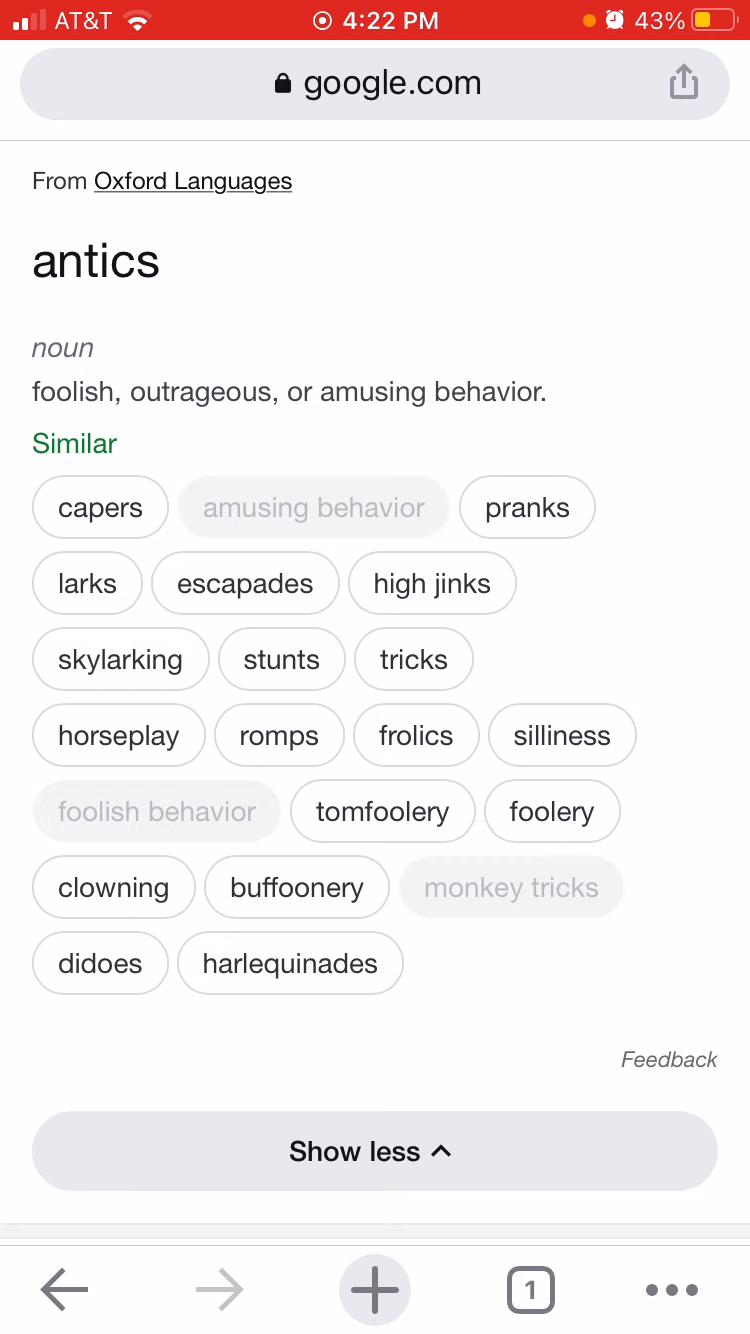 AT&T 4:22 PM 43%
google.com
From Oxford Languages
antics
noun
foolish, outrageous, or amusing behavior.
Similar
capers amusing behavior pranks
larks escapades high jinks
skylarking stunts tricks
horseplay romps frolics silliness
foolish behavior tomfoolery foolery
clowning buffoonery monkey tricks
didoes harlequinades
Feedback
Show less
1